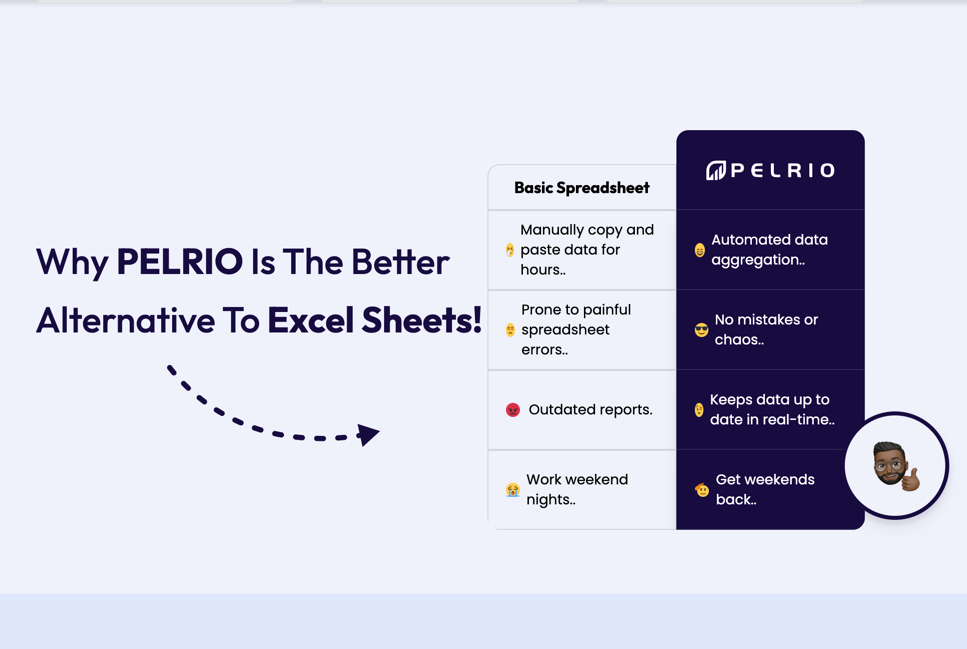 Why PELRIO Is The Better
Alternative To Excel Sheets!
Basic Spreadsheet
PELRIO
Manually copy and
paste data for
hours..
Automated data
aggregation..
Prone to painful
spreadsheet
errors..
No mistakes or
chaos..
Outdated reports.
Keeps data up to
date in real-time..
Work weekend
nights..
Get weekends
back..